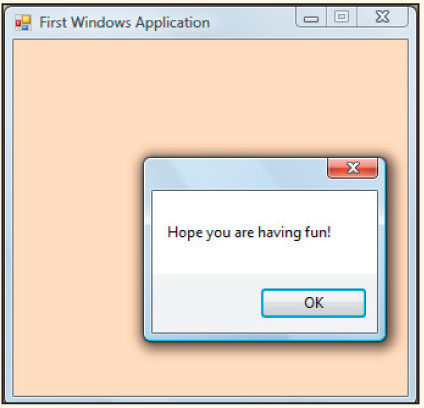 First Windows Application
Hope you are having fun!
OK